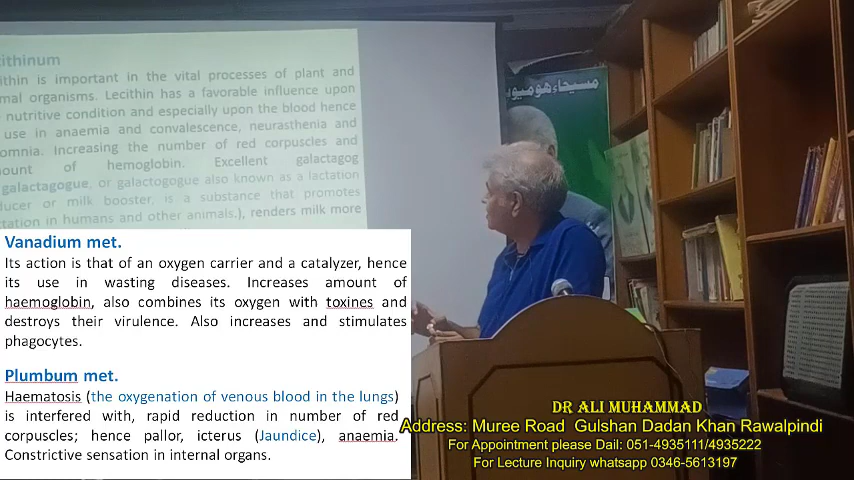 ithinum
ithin is important in the vital processes of plant and
mal organisms. Lecithin has a favorable influence upon
nutritive condition and especially upon the blood hence
use in anaemia and convalescence, neurasthenia and
omnia. Increasing the number of red corpuscles and
ount of hemoglobin. Excellent galactagog
galactagogue, or galactogogue also known as a lactation
ducer or milk booster, is a substance that promotes
tation in humans and other animals.), renders milk more
مسیحاءِ ہومیو
Vanadium met.
Its action is that of an oxygen carrier and a catalyzer, hence
its use in wasting diseases. Increases amount of
haemoglobin, also combines its oxygen with toxines and
destroys their virulence. Also increases and stimulates
phagocytes.
Plumbum met.
Haematosis (the oxygenation of venous blood in the lungs)
is interfered with, rapid reduction in number of red
corpuscles; hence pallor, icterus (Jaundice), anaemia.
Constrictive sensation in internal organs.
DR ALI MUHAMMAD
Address: Muree Road Gulshan Dadan Khan Rawalpindi
For Appointment please Dail: 051-4935111/4935222
For Lecture Inquiry whatsapp 0346-5613197